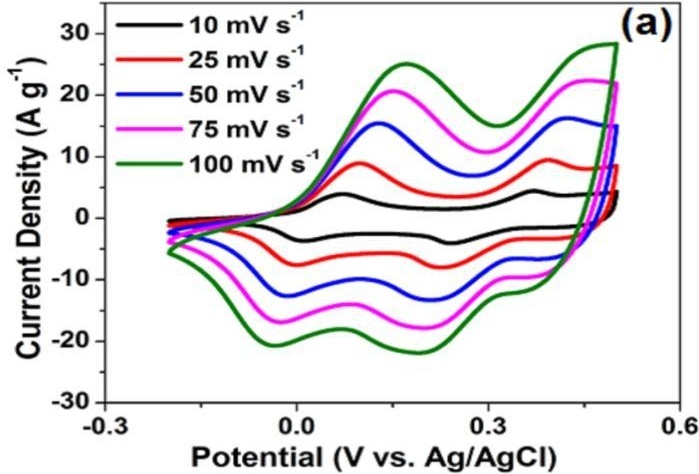 (a)
10 mV s-1
25 mV s-1
50 mV s-1
75 mV s-1
100 mV s-1
Current Density (A g-1)
30
20
10
0
-10
-20
-30
-0.3
0.0
0.3
0.6
Potential (V vs. Ag/AgCl)